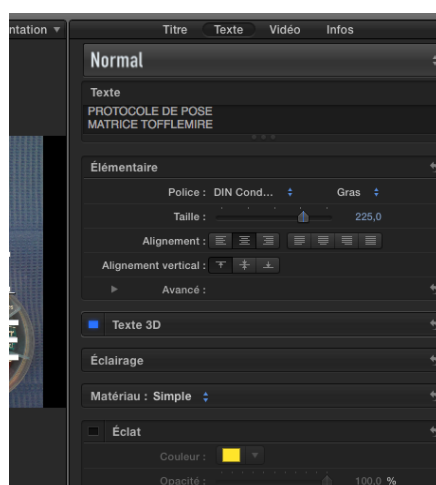 ntation
Titre Texte Vidéo Infos
Normal
Texte
PROTOCOLE DE POSE
MATRICE TOFFLEMIRE
Élémentaire
Police : DIN Cond... Gras
Taille : 225,0
Alignement :
Alignement vertical :
Avancé :
Texte 3D
Éclairage
Matériau : Simple
Éclat
Couleur :
Opacité : 100,0 %